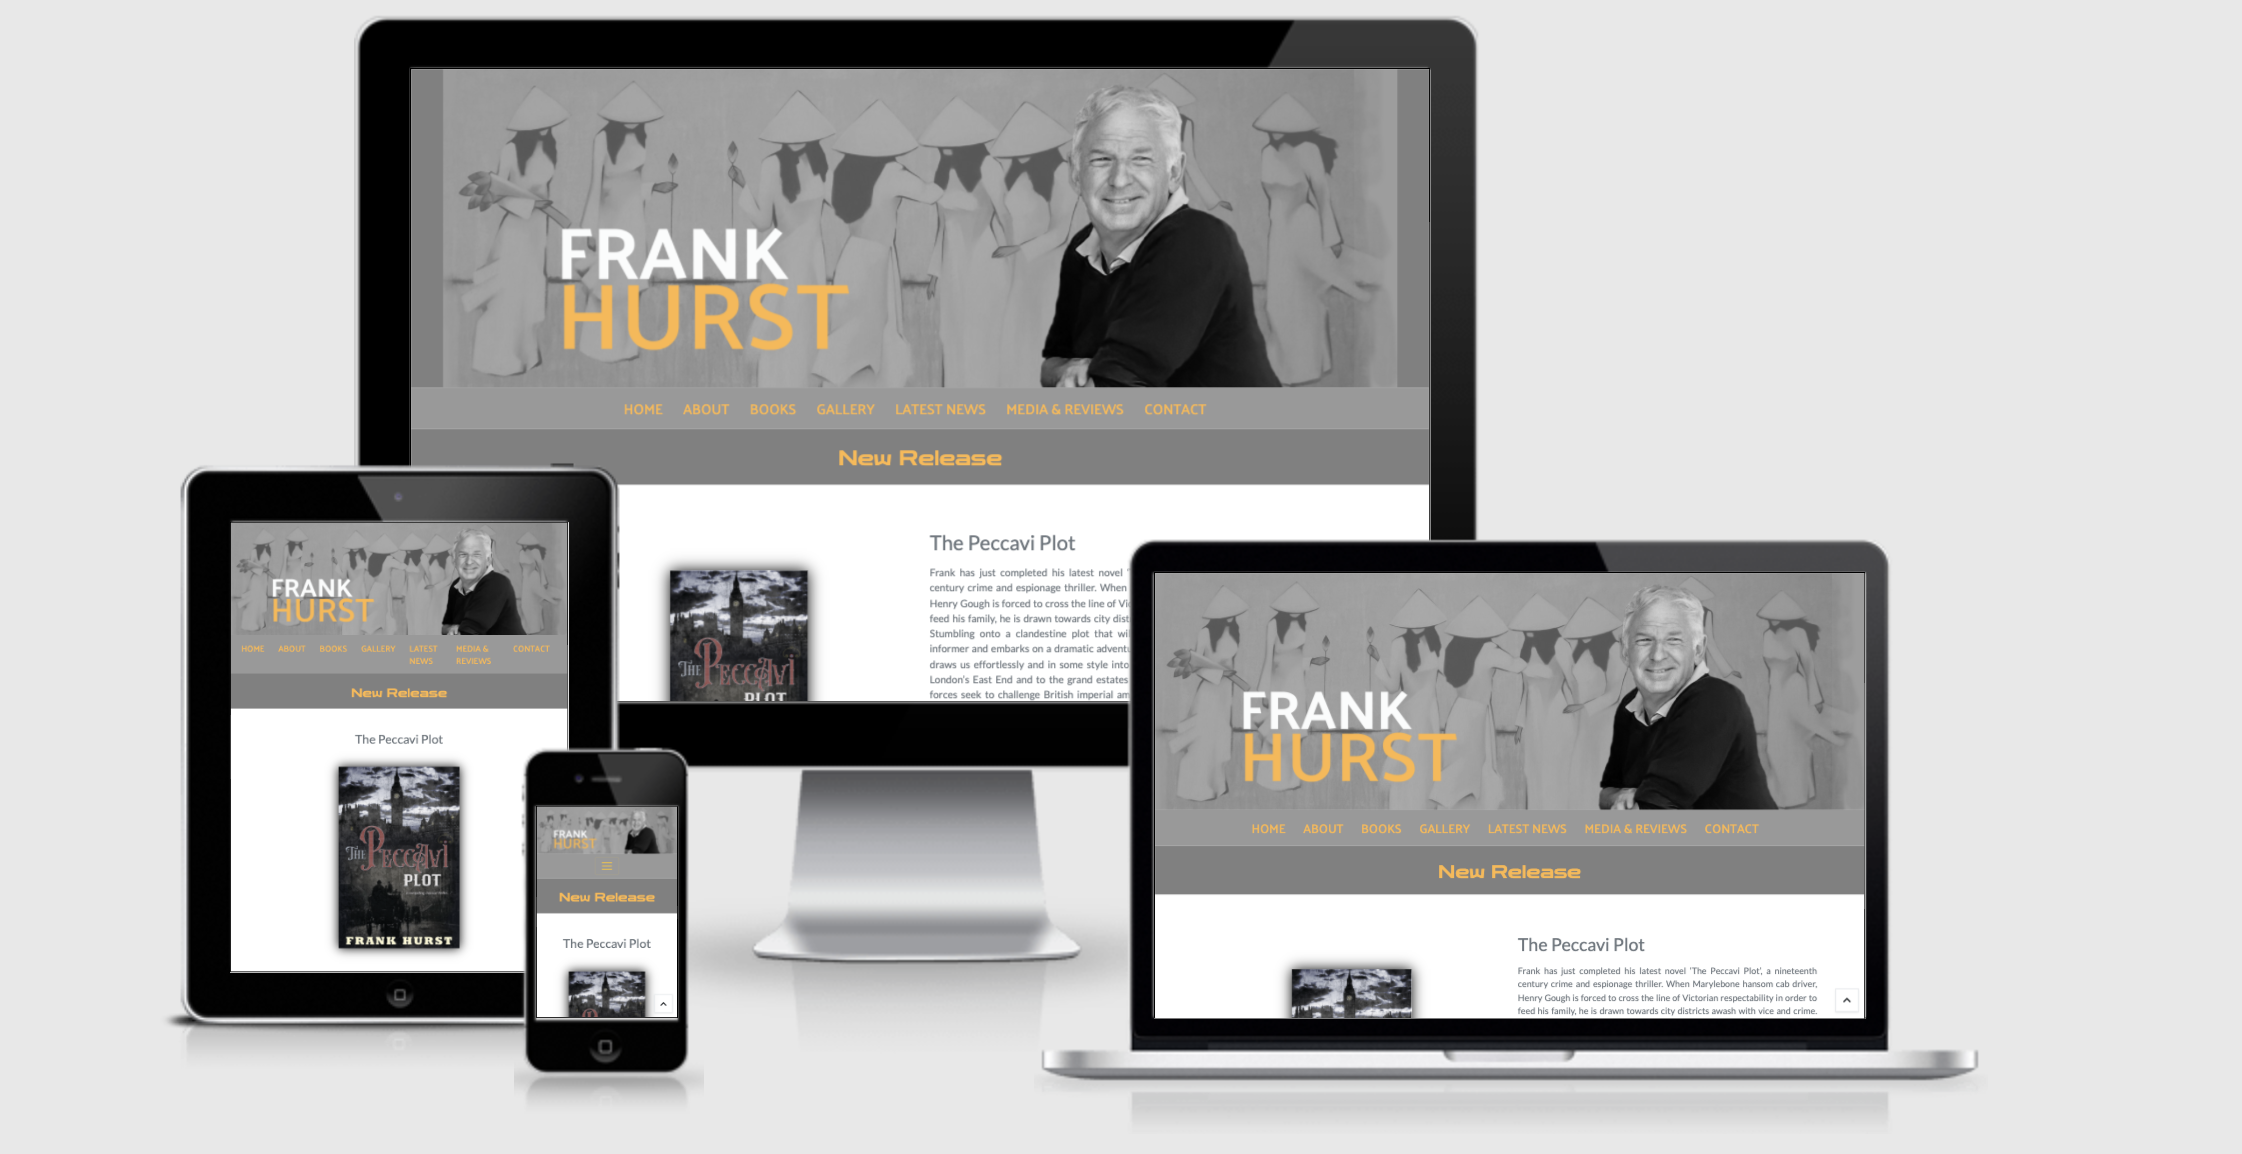 FRANK
HURST
HOME ABOUT BOOKS GALLERY LATEST NEWS MEDIA & REVIEWS CONTACT
New Release
The Peccavi Plot
Frank has just completed his latest novel '
century crime and espionage thriller. When
Henry Gough is forced to cross the line of Vi
feed his family, he is drawn towards city dist
Stumbling onto a clandestine plot that wi
informer and embarks on a dramatic advent
draws us effortlessly and in some style into
London's East End and to the grand estates
forces seek to challenge British imperial am
THE PECCAVI
PLOT
FRANK
HURST
HOME ABOUT BOOKS GALLERY LATEST NEWS MEDIA & REVIEWS CONTACT
New Release
The Peccavi Plot
THE PECCAVI
PLOT
FRANK HURST
FRANK
HURST
New Release
The Peccavi Plot
FRANK
HURST
HOME ABOUT BOOKS GALLERY LATEST NEWS MEDIA & REVIEWS CONTACT
New Release
The Peccavi Plot
Frank has just completed his latest novel 'The Peccavi Plot', a nineteenth
century crime and espionage thriller. When Marylebone hansom cab driver,
Henry Gough is forced to cross the line of Victorian respectability in order to
feed his family, he is drawn towards city districts awash with vice and crime.